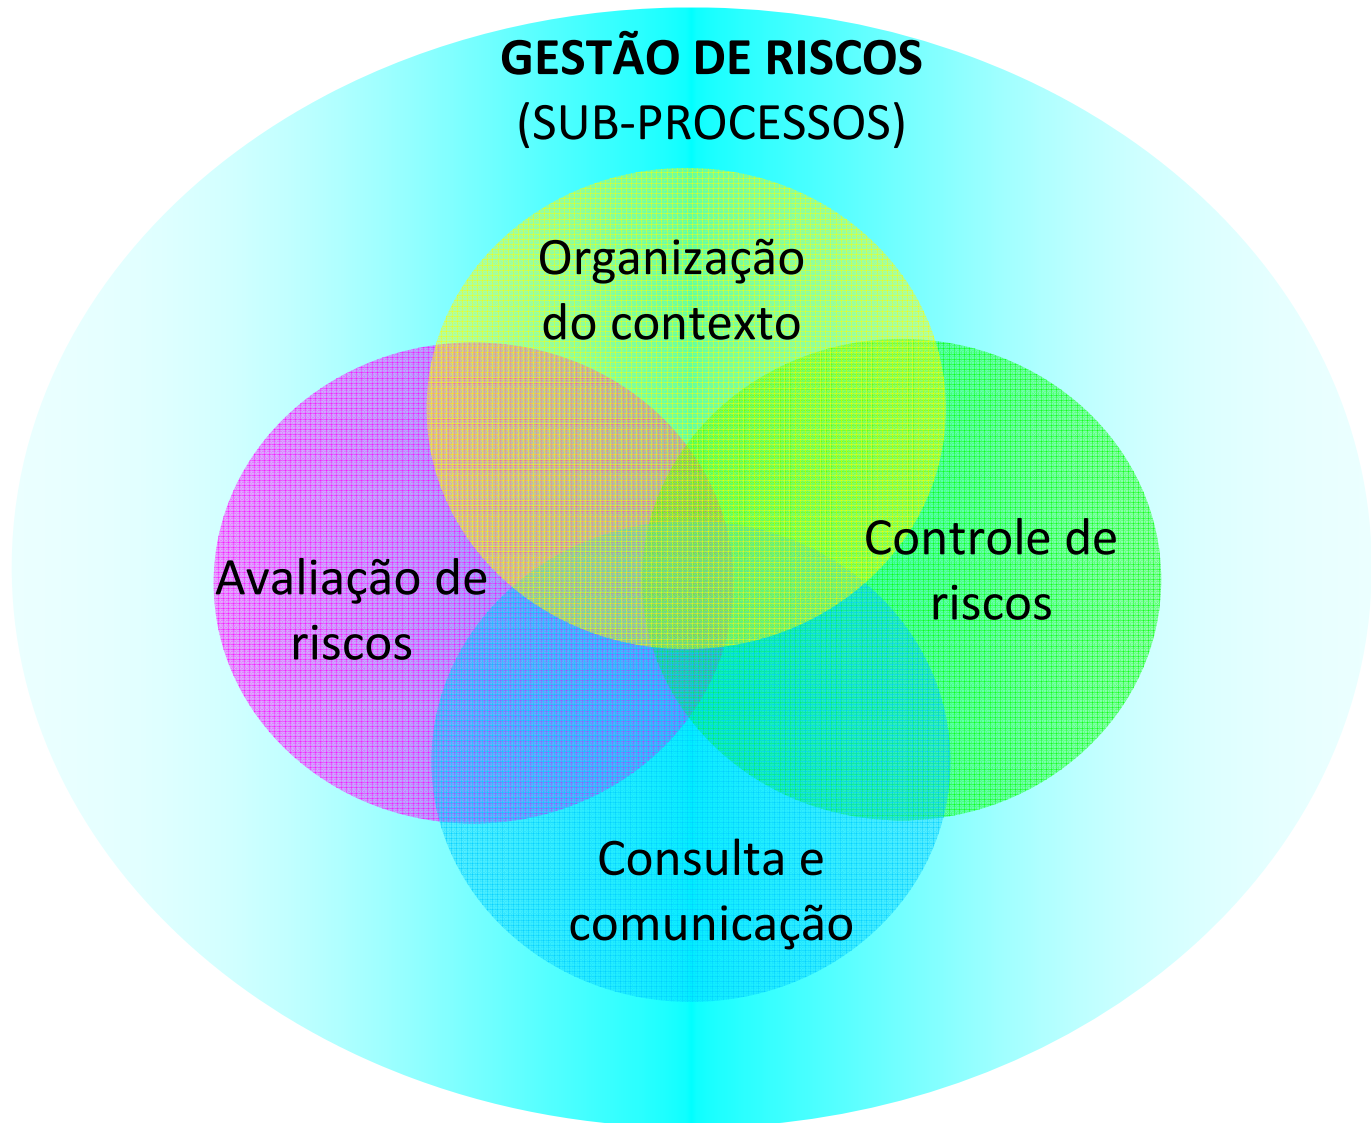 GESTÃO DE RISCOS
(SUB-PROCESSOS)
Organização
do contexto
Avaliação de
riscos
Controle de
riscos
Consulta e
comunicação